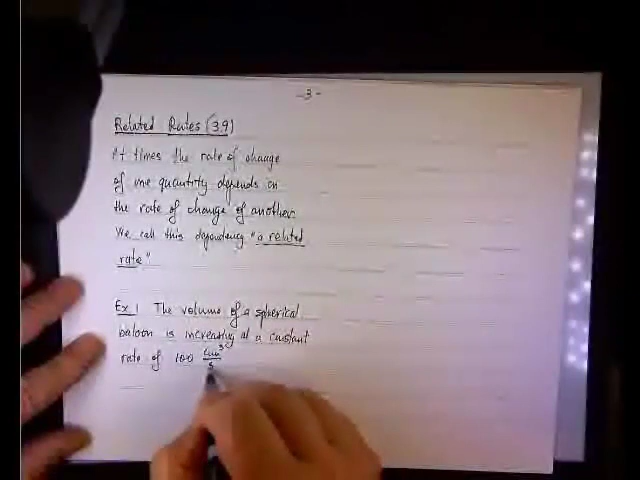 -3-
Related Rates (3.9)
At times the rate of change
of one quantity depends on
the rate of change of another.
We call this dependency "a related
rate"
Ex 1 The volume of a spherical
baloon is increasing at a constant
rate of 100 cm³/s